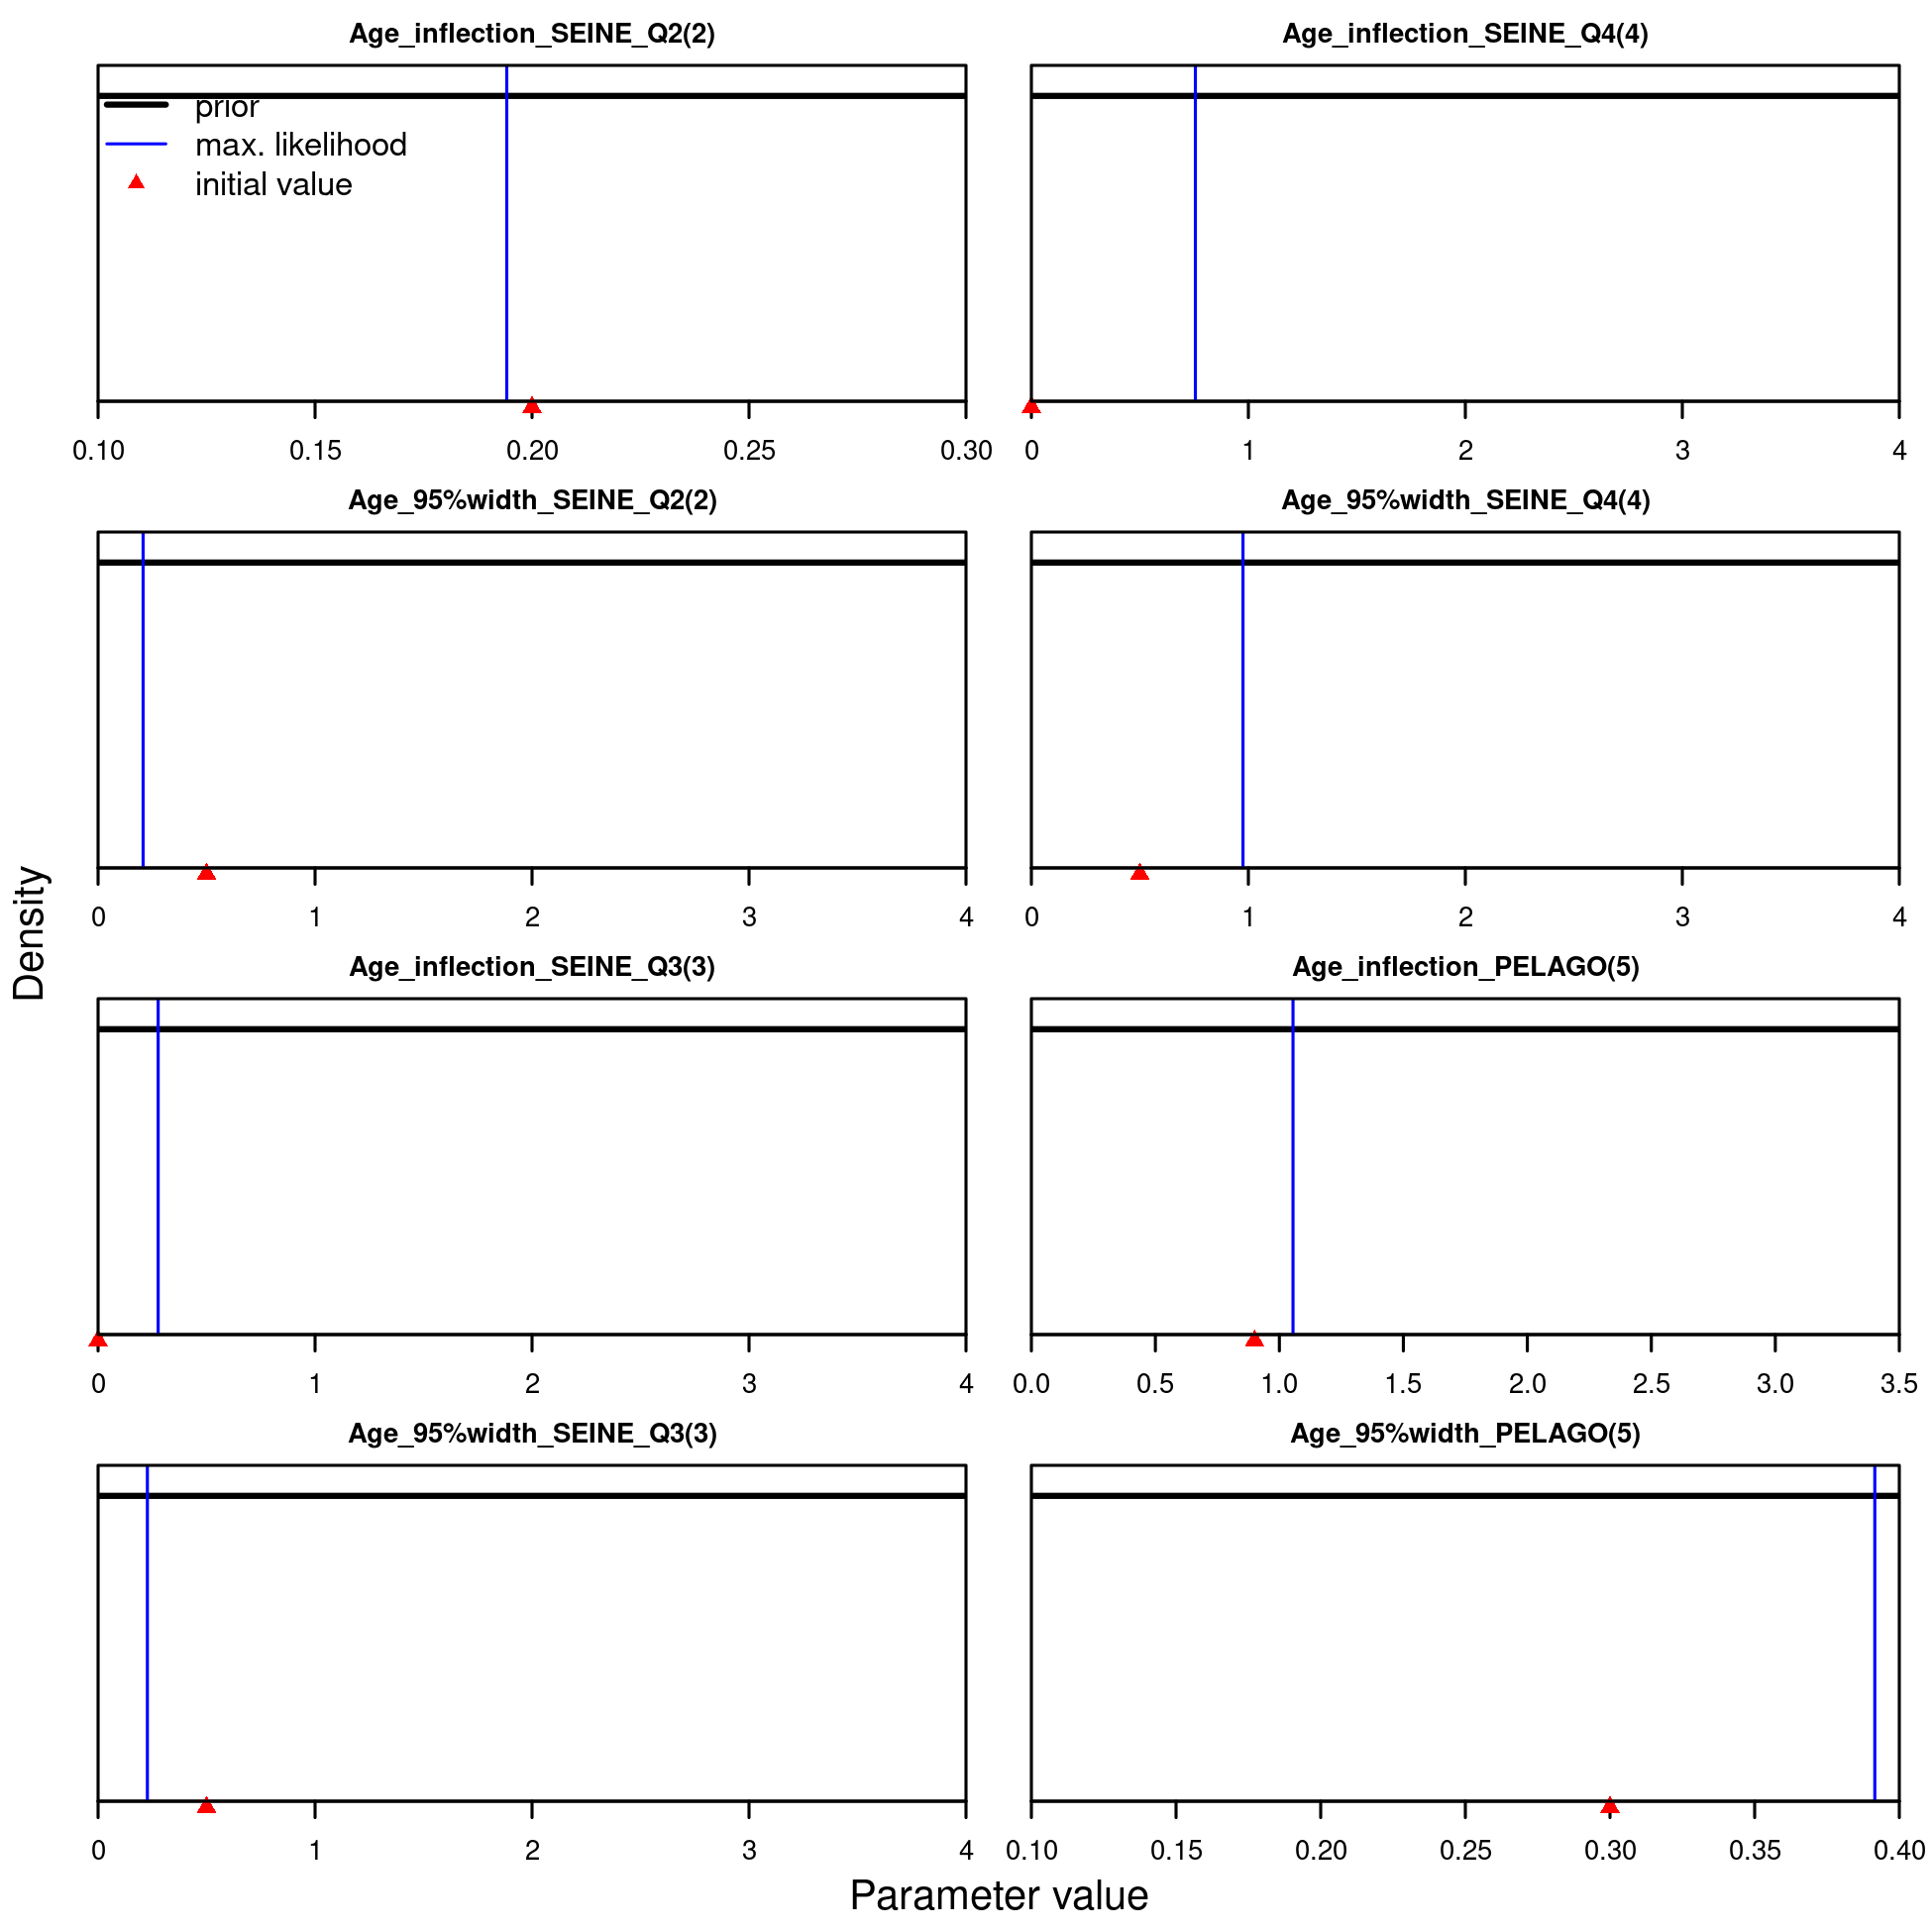 Age_inflection_SEINE_Q2(2)
prior
max. likelihood
initial value
0.10 0.15 0.20 0.25 0.30
Age_inflection_SEINE_Q4(4)
0 1 2 3 4
Age_95%width_SEINE_Q2(2)
0 1 2 3 4
Age_95%width_SEINE_Q4(4)
0 1 2 3 4
Age_inflection_SEINE_Q3(3)
0 1 2 3 4
Age_inflection_PELAGO(5)
0.0 0.5 1.0 1.5 2.0 2.5 3.0 3.5
Age_95%width_SEINE_Q3(3)
0 1 2 3 4
Age_95%width_PELAGO(5)
0.10 0.15 0.20 0.25 0.30 0.35 0.40
Density
Parameter value